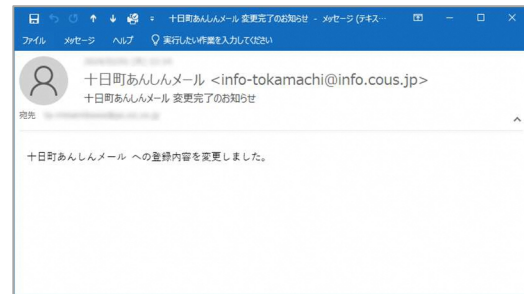 十日町あんしんメール 変更完了のお知らせ - メッセージ (テキス…
ファイル メッセージ ヘルプ 実行したい作業を入力してください
十日町あんしんメール <info-tokamachi@info.cous.jp>
十日町あんしんメール 変更完了のお知らせ
宛先
十日町あんしんメール への登録内容を変更しました。